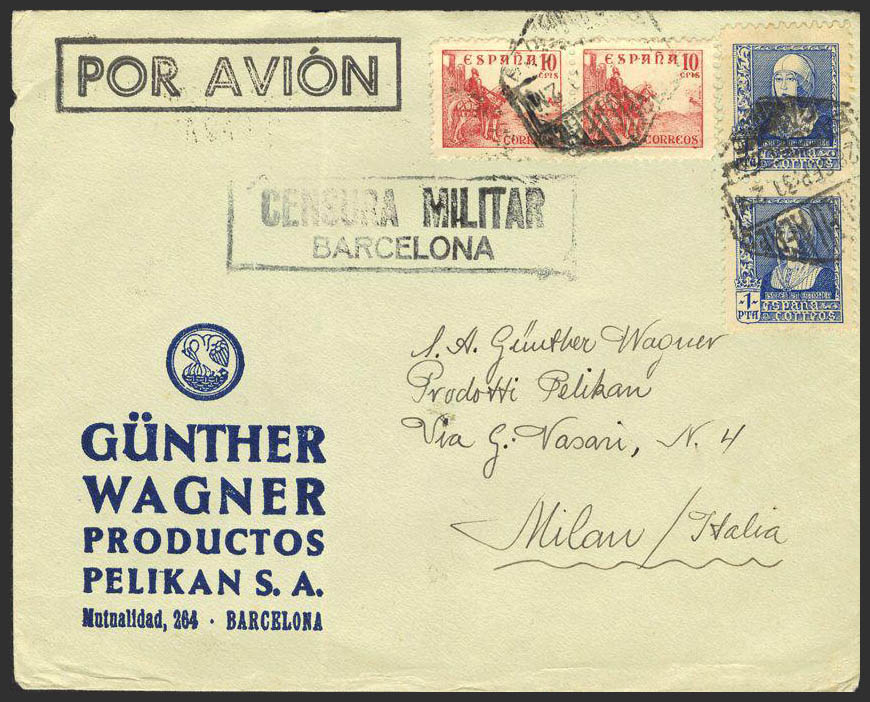 POR AVIÓN
ESPAÑA 10
CTS
CORREOS
ESPAÑA 10
CTS
CORREOS
CORREOS
-1-
PTA
ESPAÑA
CORREOS
CENSURA MILITAR
BARCELONA
GÜNTHER
WAGNER
PRODUCTOS
PELIKAN S. A.
Mutualidad, 264 · BARCELONA
S. A. Günther Wagner
Prodotti Pelikan
Via G. Vasari, N. 4
Milan / Italia